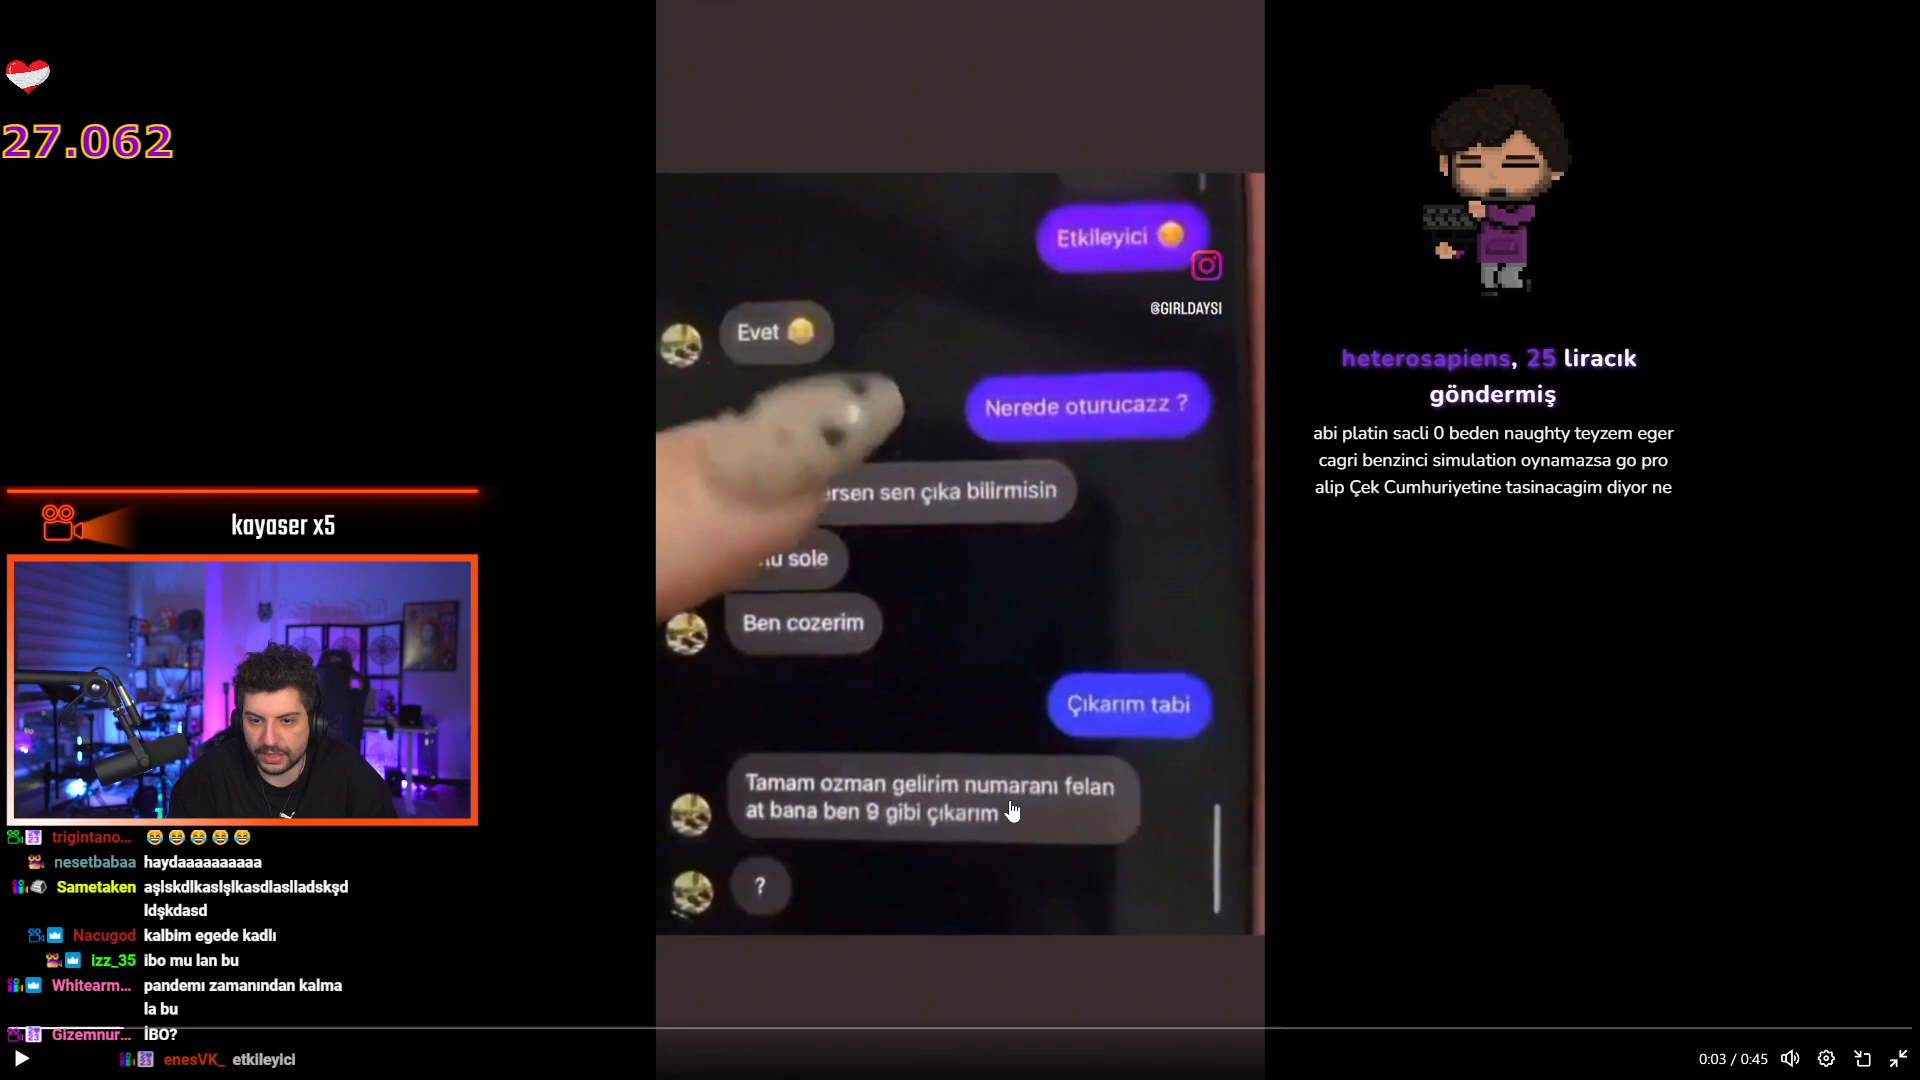 27.062
kayaser x5
trigintano...
nesetbabaa haydaaaaaaaaaa
Sametaken aşlskdlkaslşlkasdlaslladskşd
ldşkdasd
Nacugod kalbim egede kadlı
izz_35 ibo mu lan bu
Whitearm... pandemı zamanından kalma
la bu
Gizemnur... İBO?
enesVK_ etkileyici
Etkileyici
@GIRLDAYSI
Evet
Nerede oturucazz ?
sen çıka bilirmisin
sole
Ben cozerim
Çıkarım tabi
Tamam ozman gelirim numaranı felan
at bana ben 9 gibi çıkarım
?
heterosapiens, 25 liracık
göndermiş
abi platin sacli 0 beden naughty teyzem eger
cagri benzinci simulation oynamazsa go pro
alip Çek Cumhuriyetine tasinacagim diyor ne
0:03 / 0:45